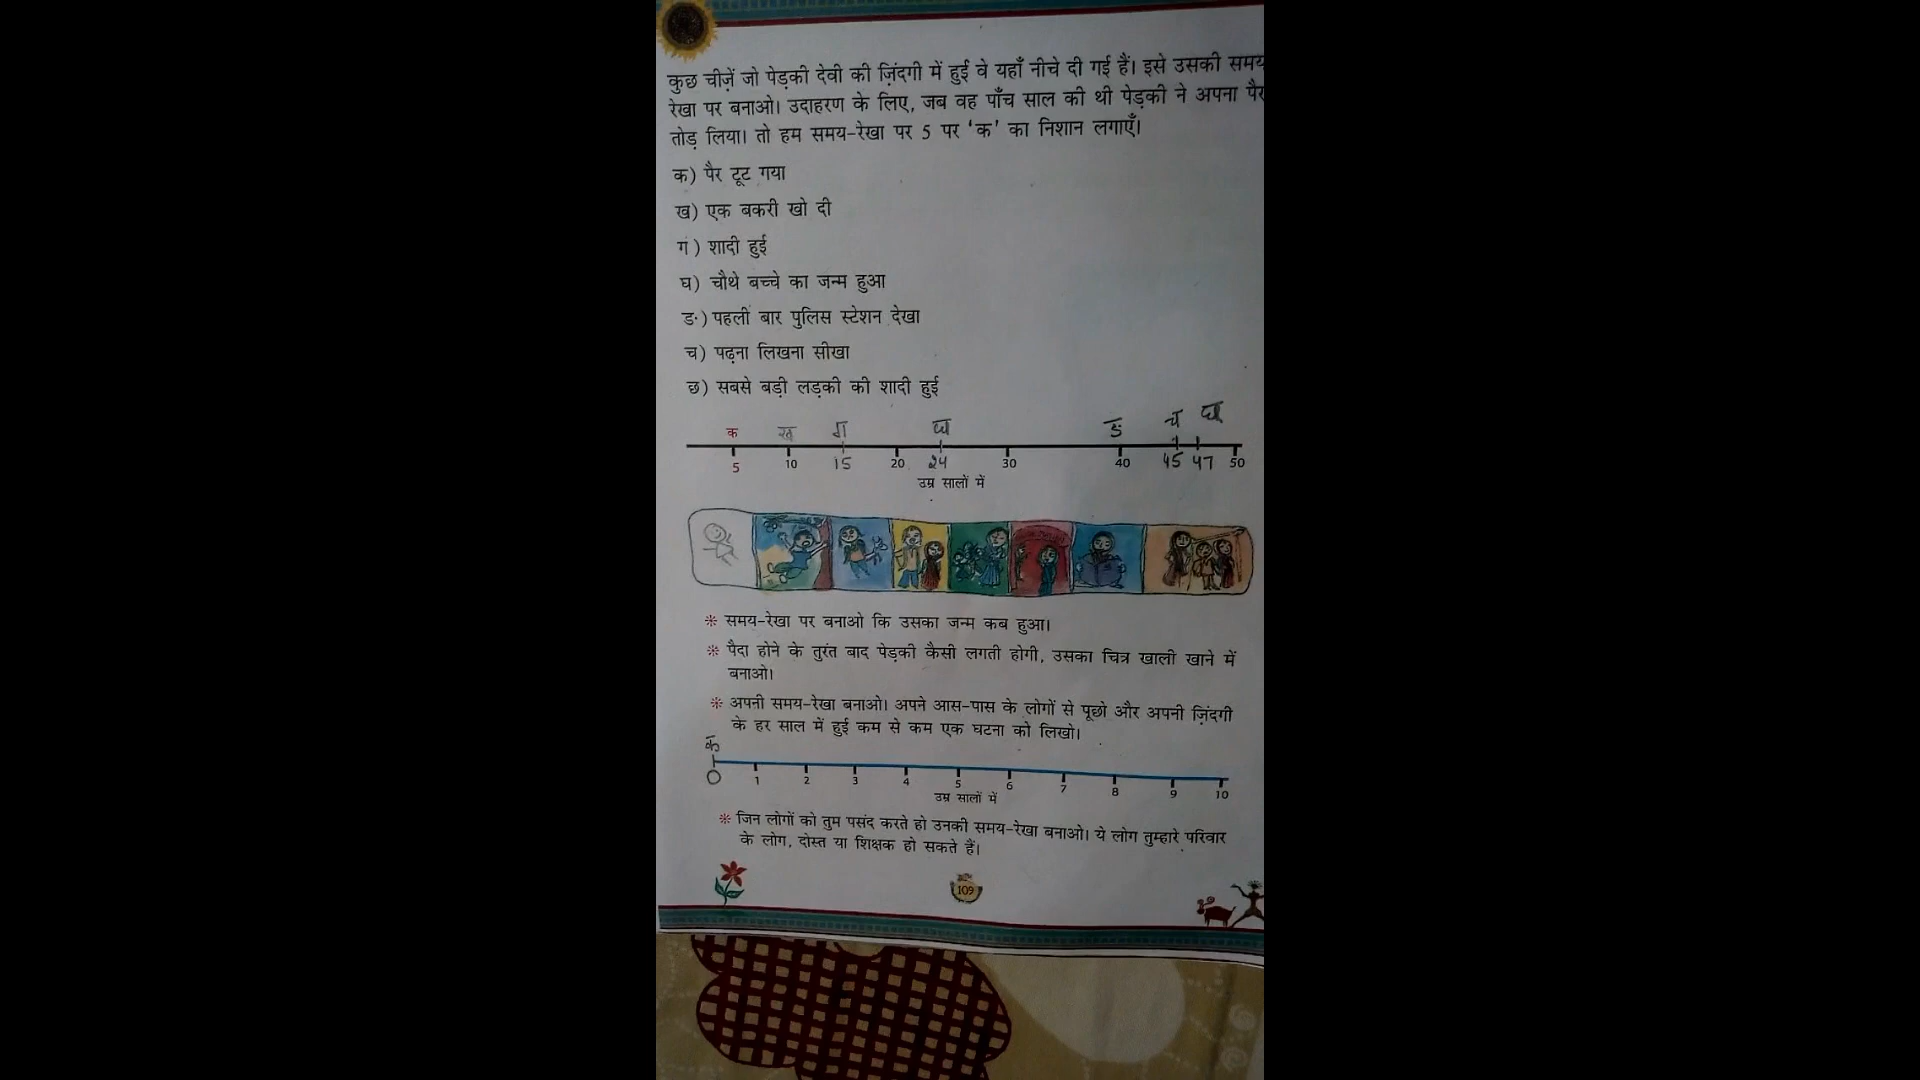 कुछ चीज़ें जो पेड़की देवी की ज़िंदगी में हुई वे यहाँ नीचे दी गई हैं। इसे उसकी समय
रेखा पर बनाओ। उदाहरण के लिए, जब वह पाँच साल की थी पेड़की ने अपना पैर
तोड़ लिया। तो हम समय-रेखा पर 5 पर ‘क’ का निशान लगाएँ।
क) पैर टूट गया
ख) एक बकरी खो दी
ग) शादी हुई
घ) चौथे बच्चे का जन्म हुआ
ङ) पहली बार पुलिस स्टेशन देखा
च) पढ़ना लिखना सीखा
छ) सबसे बड़ी लड़की की शादी हुई
क ख ग घ ङ च
5 10 15 20 24 30 40 45 47 50
उम्र सालों में
* समय-रेखा पर बनाओ कि उसका जन्म कब हुआ।
* पैदा होने के तुरंत बाद पेड़की कैसी लगती होगी, उसका चित्र खाली खाने में
बनाओ।
* अपनी समय-रेखा बनाओ। अपने आस-पास के लोगों से पूछो और अपनी ज़िंदगी
के हर साल में हुई कम से कम एक घटना को लिखो।
क
0 1 2 3 4 5 6 7 8 9 10
उम्र सालों में
* जिन लोगों को तुम पसंद करते हो उनकी समय-रेखा बनाओ। ये लोग तुम्हारे परिवार
के लोग, दोस्त या शिक्षक हो सकते हैं।
109